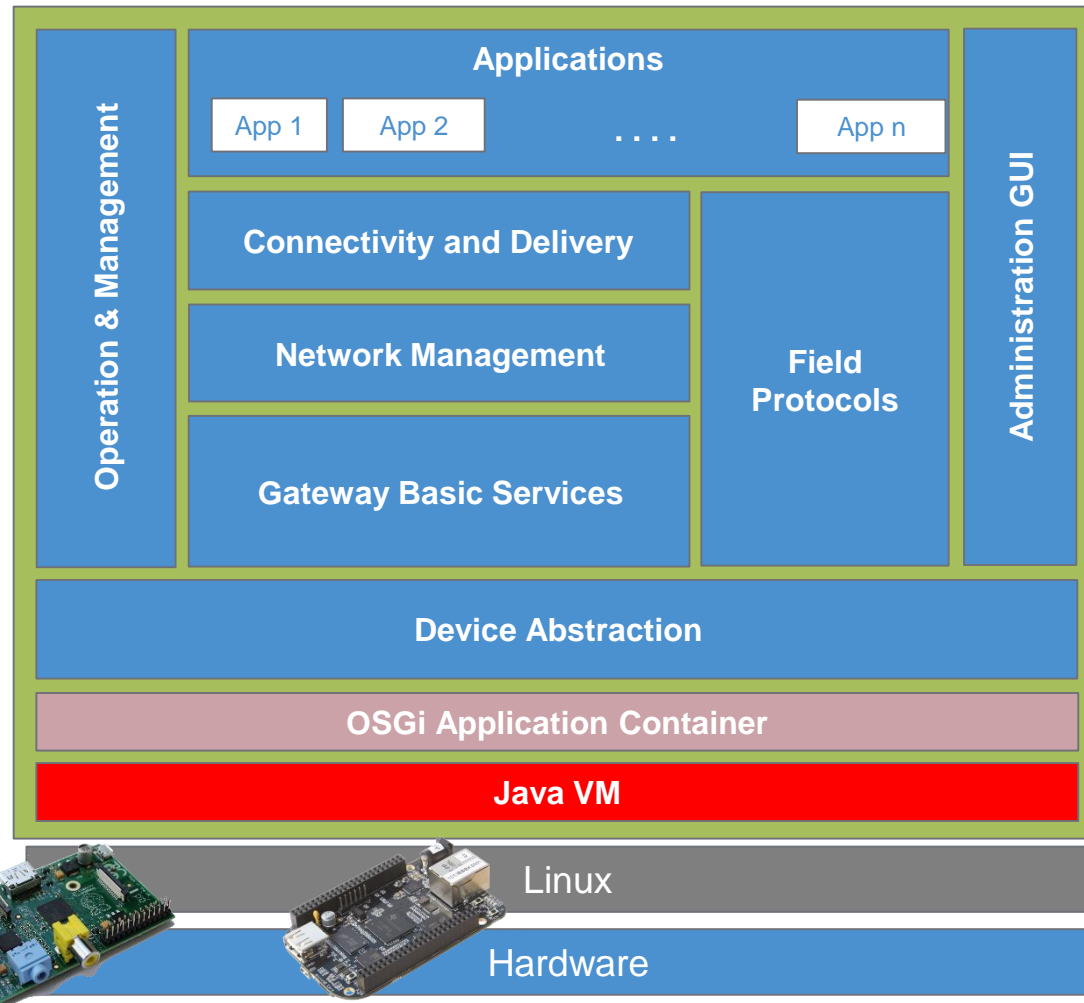 Operation & Management
Applications
App 1
App 2
. . . .
App n
Administration GUI
Connectivity and Delivery
Network Management
Gateway Basic Services
Field
Protocols
Device Abstraction
OSGi Application Container
Java VM
Linux
Hardware